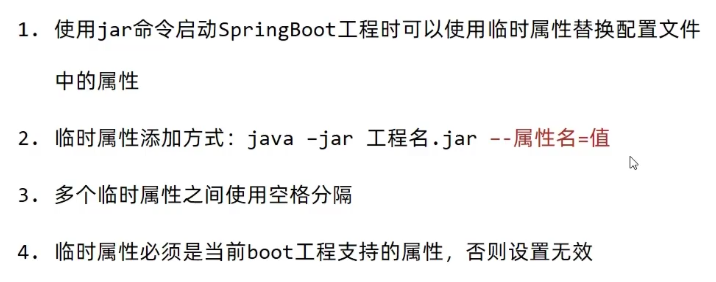 1. 使用jar命令启动SpringBoot工程时可以使用临时属性替换配置文件
中的属性
2. 临时属性添加方式：java –jar 工程名.jar –-属性名=值
3. 多个临时属性之间使用空格分隔
4. 临时属性必须是当前boot工程支持的属性，否则设置无效